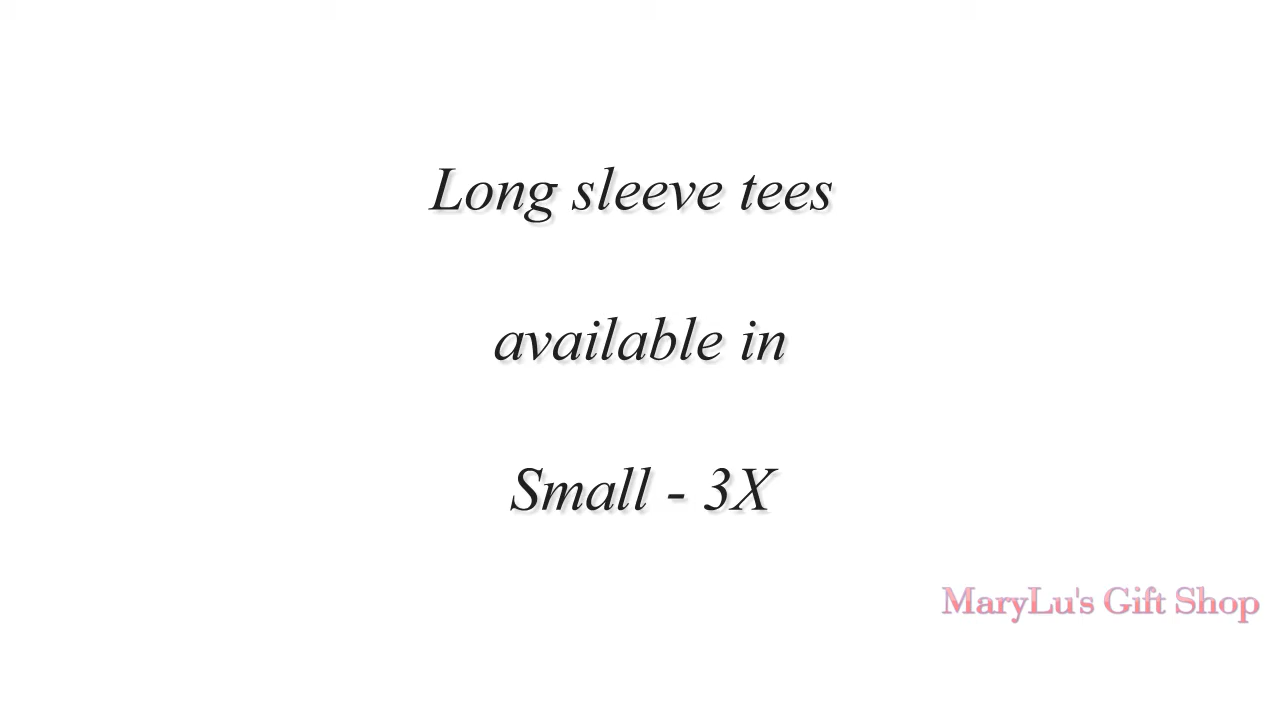 Long sleeve tees
available in
Small - 3X
MaryLu's Gift Shop